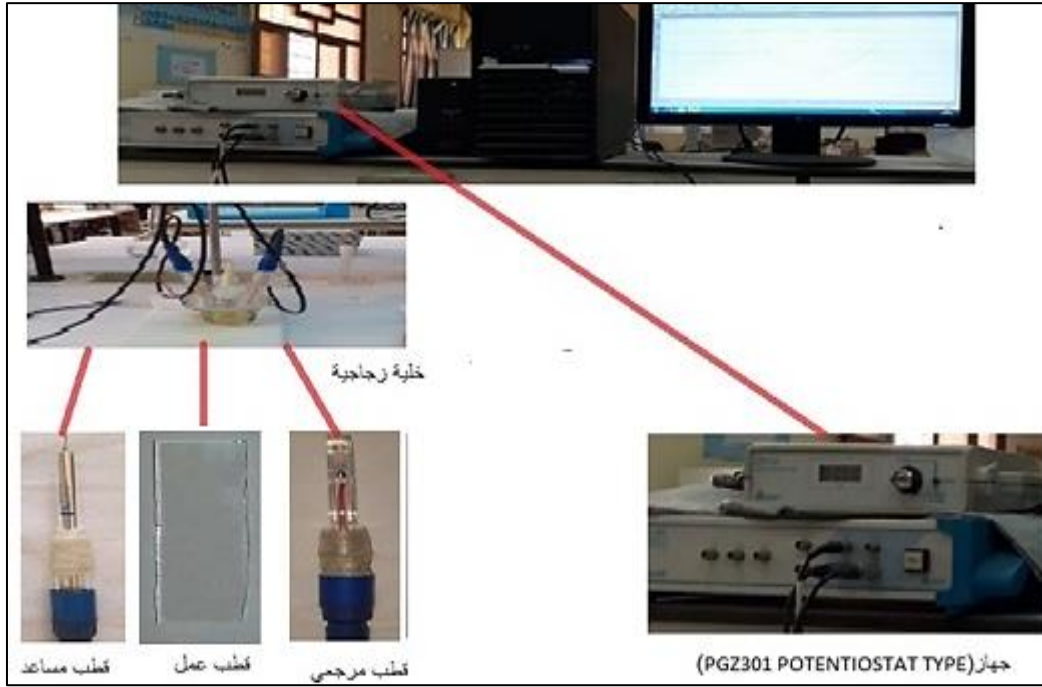 خلية زجاجية
قطب مساعد
قطب عمل
قطب مرجعي
جهاز(PGZ301 POTENTIOSTAT TYPE)